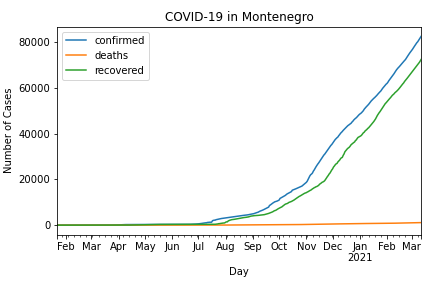 COVID-19 in Montenegro
confirmed
deaths
recovered
Number of Cases
80000
60000
40000
20000
0
Feb Mar Apr May Jun Jul Aug Sep Oct Nov Dec Jan Feb Mar
2021
Day